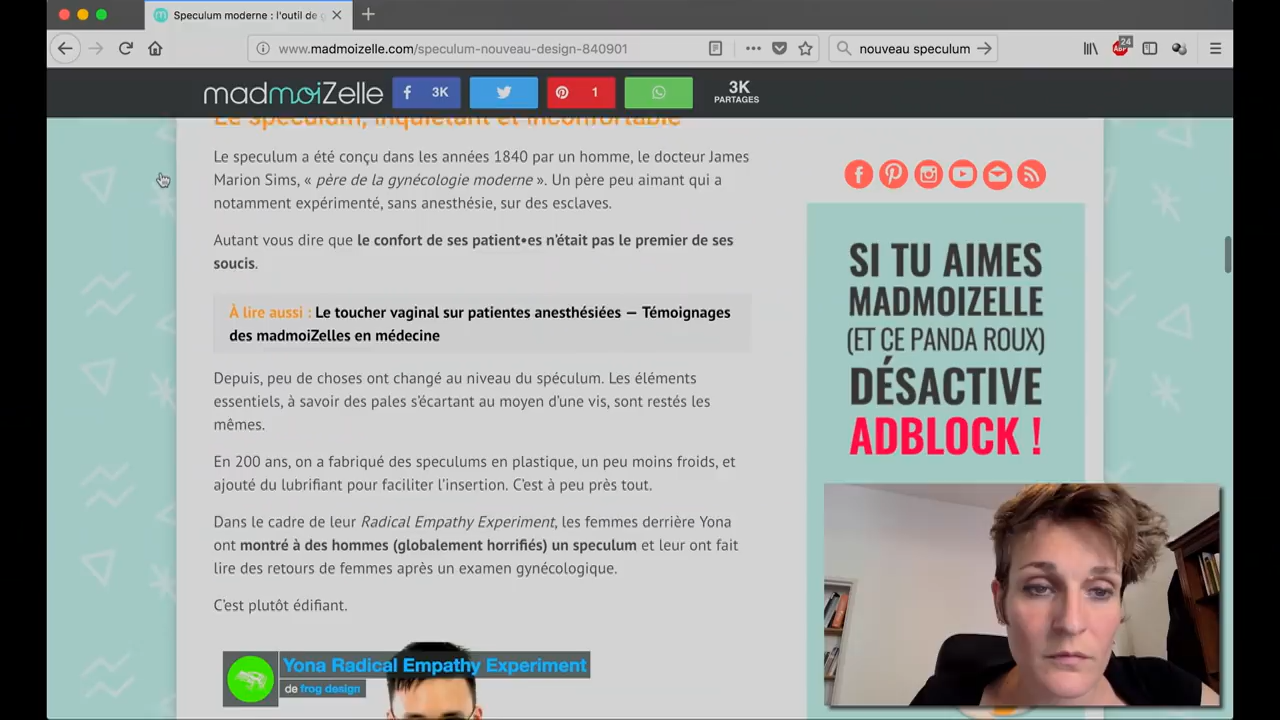 Speculum moderne : l'outil de g
www.madmoizelle.com/speculum-nouveau-design-840901
nouveau speculum
24
ABP
madmoiZelle
3K
1
3K
PARTAGES
Le speculum, inquiétant et inconfortable
Le speculum a été conçu dans les années 1840 par un homme, le docteur James
Marion Sims, « père de la gynécologie moderne ». Un père peu aimant qui a
notamment expérimenté, sans anesthésie, sur des esclaves.
Autant vous dire que le confort de ses patient•es n'était pas le premier de ses
soucis.
À lire aussi : Le toucher vaginal sur patientes anesthésiées — Témoignages
des madmoiZelles en médecine
Depuis, peu de choses ont changé au niveau du spéculum. Les éléments
essentiels, à savoir des pales s'écartant au moyen d'une vis, sont restés les
mêmes.
En 200 ans, on a fabriqué des speculums en plastique, un peu moins froids, et
ajouté du lubrifiant pour faciliter l'insertion. C'est à peu près tout.
Dans le cadre de leur Radical Empathy Experiment, les femmes derrière Yona
ont montré à des hommes (globalement horrifiés) un speculum et leur ont fait
lire des retours de femmes après un examen gynécologique.
C'est plutôt édifiant.
Yona Radical Empathy Experiment
de frog design
SI TU AIMES
MADMOIZELLE
(ET CE PANDA ROUX)
DÉSACTIVE
ADBLOCK !